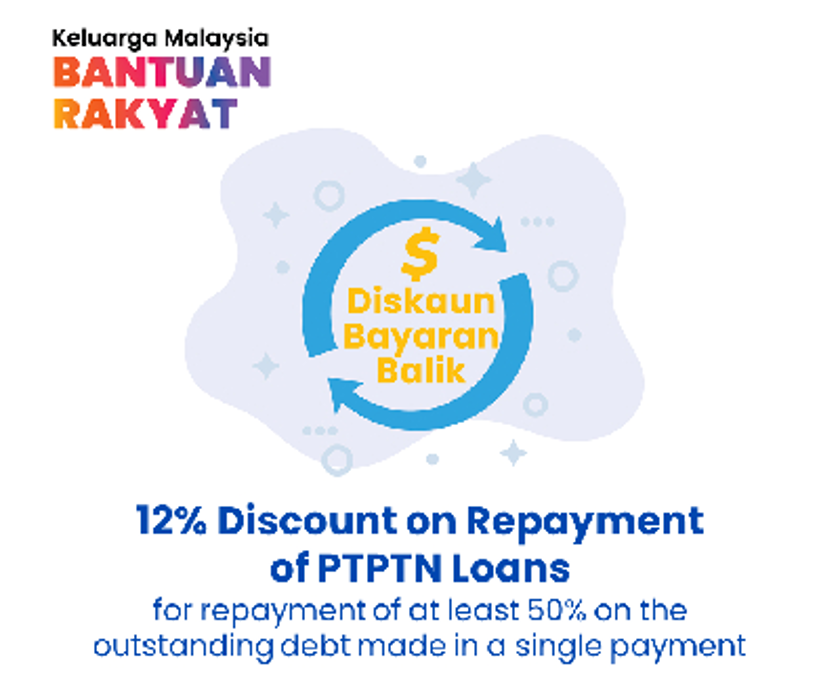 Keluarga Malaysia
BANTUAN
RAKYAT
$
Diskaun
Bayaran
Balik
12% Discount on Repayment
of PTPTN Loans
for repayment of at least 50% on the
outstanding debt made in a single payment